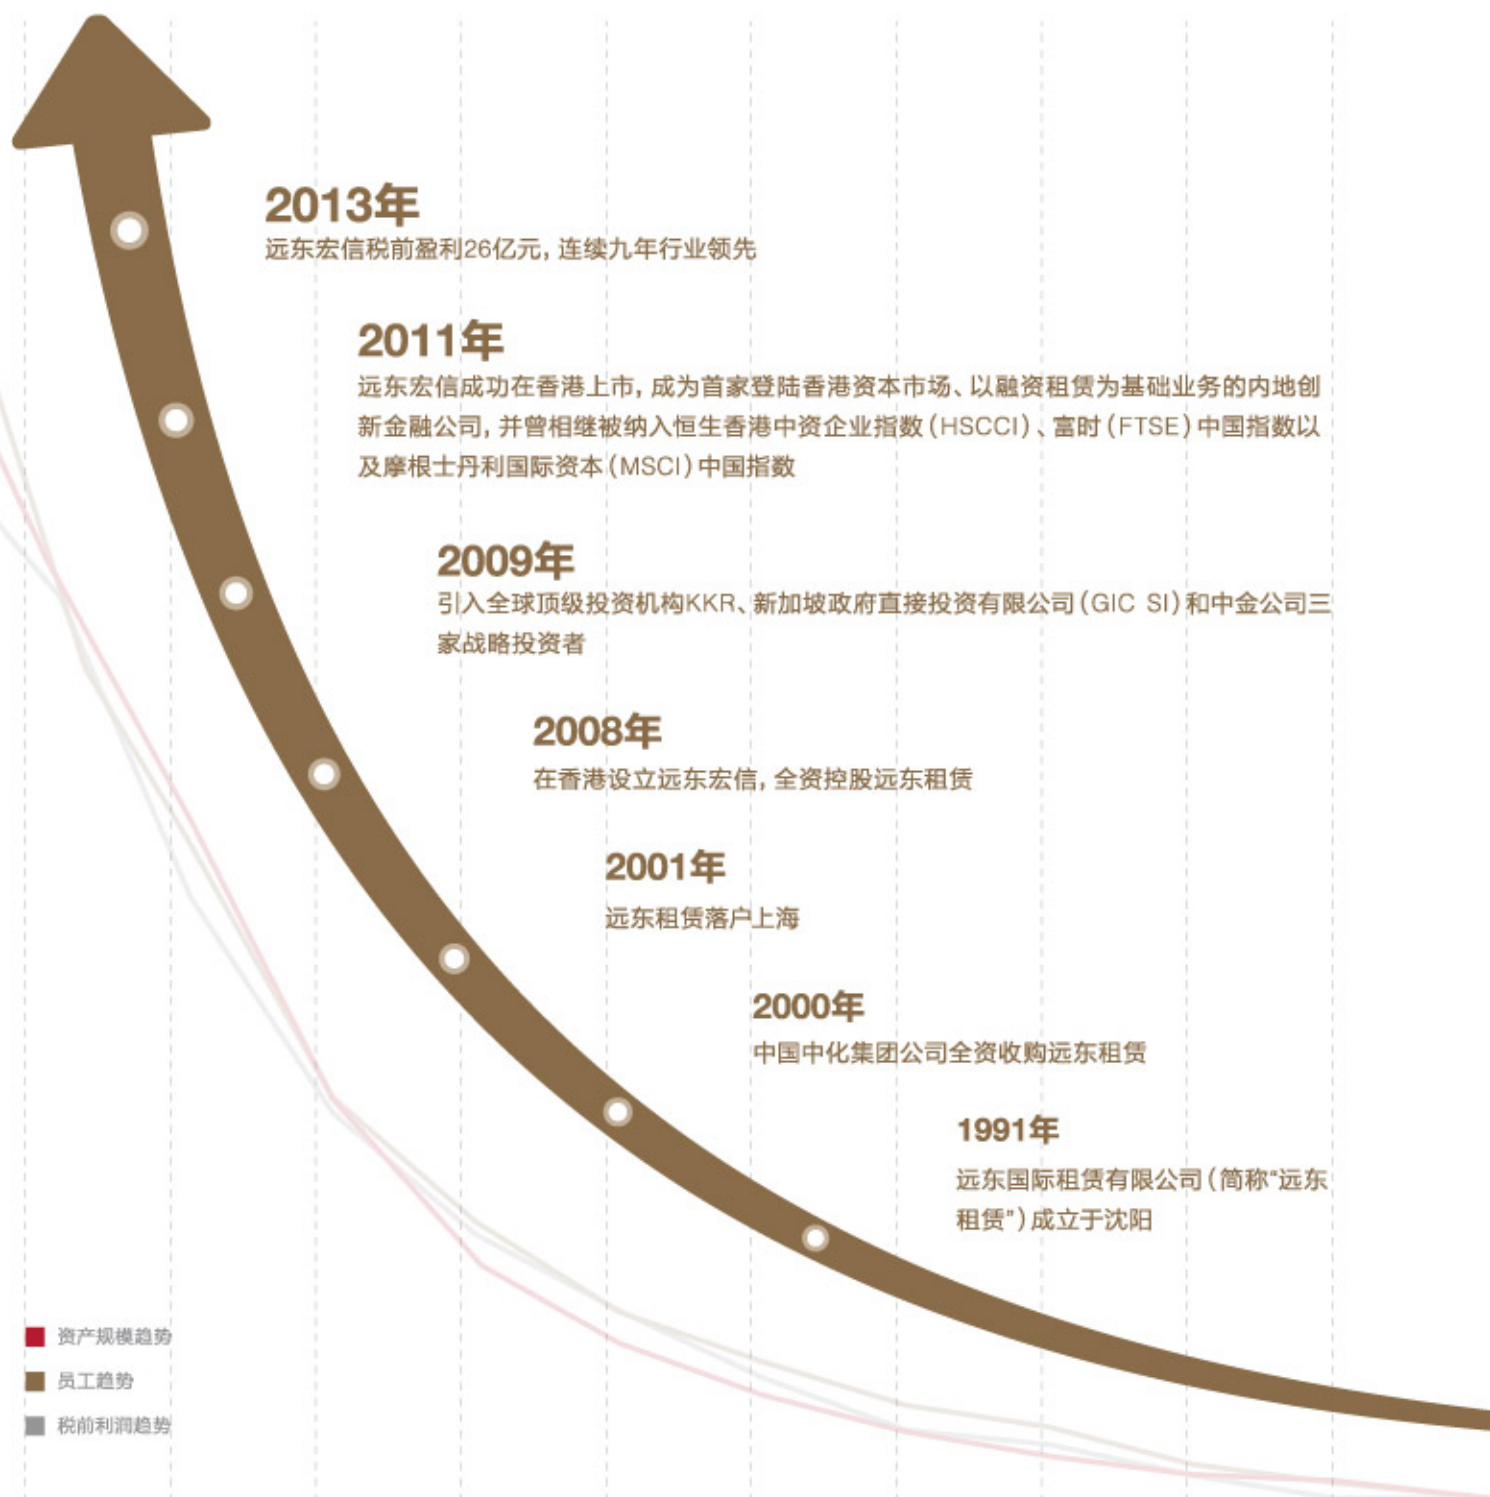 2013年
远东宏信税前盈利26亿元, 连续九年行业领先
2011年
远东宏信成功在香港上市, 成为首家登陆香港资本市场、以融资租赁为基础业务的内地创
新金融公司, 并曾相继被纳入恒生香港中资企业指数(HSCCI)、富时(FTSE)中国指数以
及摩根士丹利国际资本(MSCI)中国指数
2009年
引入全球顶级投资机构KKR、新加坡政府直接投资有限公司(GIC SI)和中金公司三
家战略投资者
2008年
在香港设立远东宏信, 全资控股远东租赁
2001年
远东租赁落户上海
2000年
中国中化集团公司全资收购远东租赁
1991年
远东国际租赁有限公司(简称“远东
租赁”)成立于沈阳
资产规模趋势
员工趋势
税前利润趋势